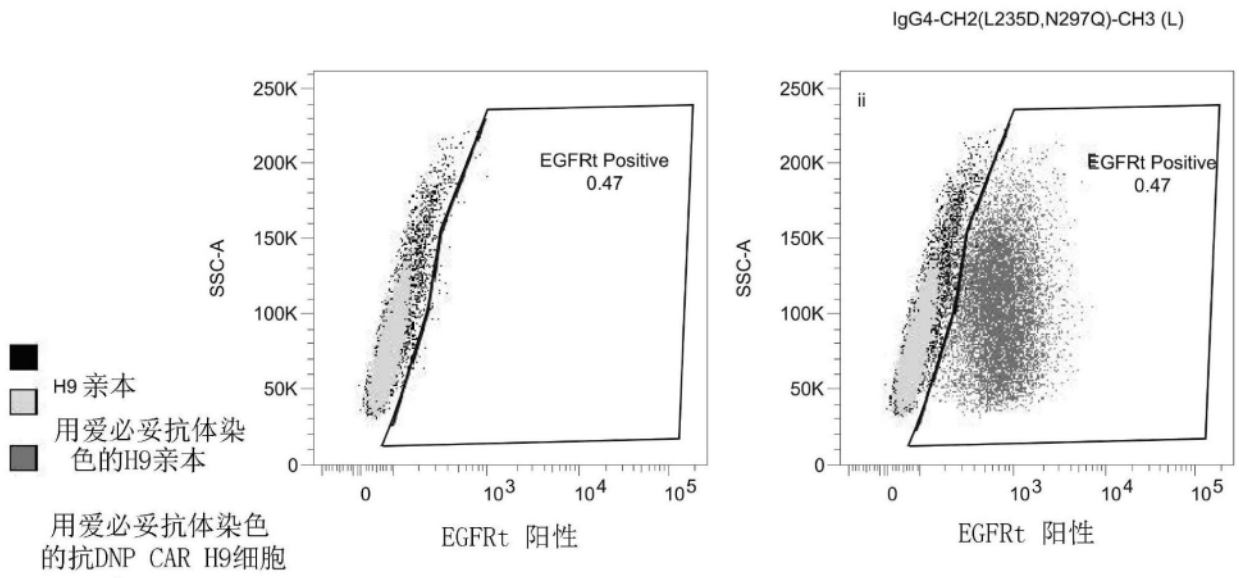 IgG4-CH2(L235D,N297Q)-CH3 (L)
250K
200K
150K
100K
50K
0
SSC-A
EGFRt Positive
0.47
0
10³
10⁴
10⁵
EGFRt 阳性
ii
250K
200K
150K
100K
50K
0
SSC-A
EGFRt Positive
0.47
0
10³
10⁴
10⁵
EGFRt 阳性
H9 亲本
用爱必妥抗体染
色的H9亲本
用爱必妥抗体染色
的抗DNP CAR H9细胞